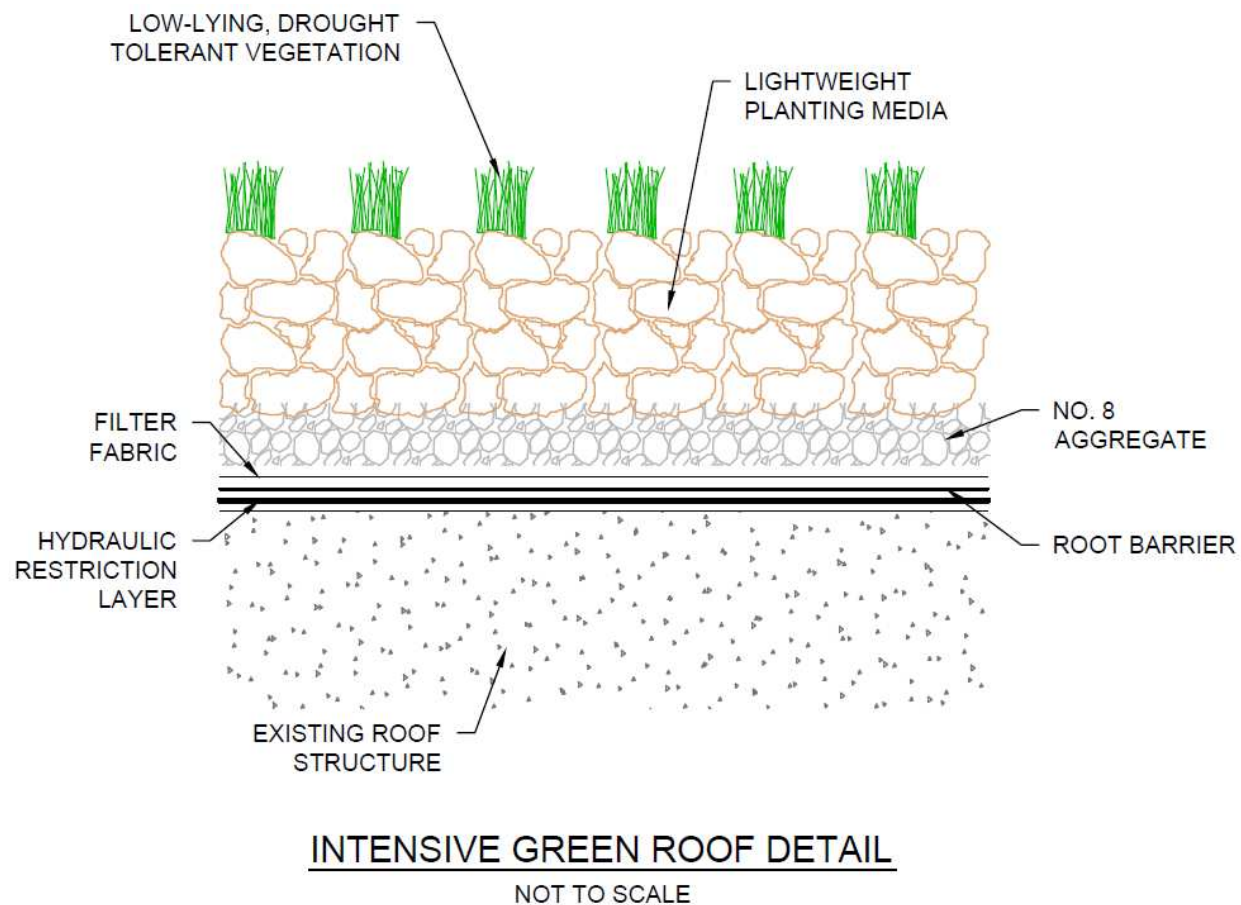 LOW-LYING, DROUGHT
TOLERANT VEGETATION
LIGHTWEIGHT
PLANTING MEDIA
FILTER
FABRIC
NO. 8
AGGREGATE
HYDRAULIC
RESTRICTION
LAYER
ROOT BARRIER
EXISTING ROOF
STRUCTURE
INTENSIVE GREEN ROOF DETAIL
NOT TO SCALE